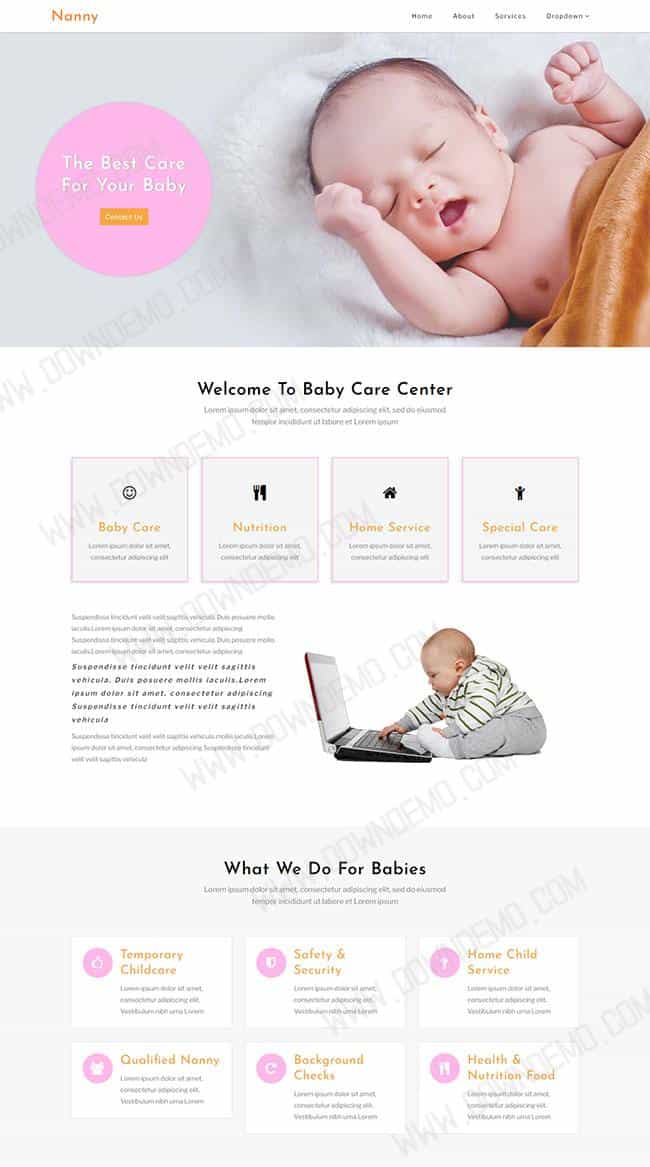 Nanny
Home About Services Dropdown
The Best Care
For Your Baby
Contact Us
Welcome To Baby Care Center
Lorem ipsum dolor sit amet, consectetur adipiscing elit, sed do eiusmod
tempor incididunt ut labore et Lorem ipsum
Baby Care
Lorem ipsum dolor sit amet,
consectetur adipiscing elit
Nutrition
Lorem ipsum dolor sit amet,
consectetur adipiscing elit
Home Service
Lorem ipsum dolor sit amet,
consectetur adipiscing elit
Special Care
Lorem ipsum dolor sit amet,
consectetur adipiscing elit
Suspendisse tincidunt velit velit sagittis vehicula. Duis posuere mollis
iaculis.Lorem ipsum dolor sit amet, consectetur adipiscing
Suspendisse tincidunt velit velit sagittis vehicula. Duis posuere mollis
iaculis.Lorem ipsum dolor sit amet, consectetur adipiscing
Suspendisse tincidunt velit velit sagittis
vehicula. Duis posuere mollis iaculis.Lorem
ipsum dolor sit amet, consectetur adipiscing
Suspendisse tincidunt velit velit sagittis
vehicula
Suspendisse tincidunt velit velit sagittis vehicula mollis iaculis.Lorem
ipsum dolor sit amet, consectetur adipiscing Suspendisse tincidunt
velit velit sagittis vehicula
What We Do For Babies
Lorem ipsum dolor sit amet, consectetur adipiscing elit, sed do eiusmod
tempor incididunt ut labore et Lorem ipsum
Temporary
Childcare
Lorem ipsum dolor sit amet,
consectetur adipiscing elit.
Vestibulum nibh urna Lorem
Safety &
Security
Lorem ipsum dolor sit amet,
consectetur adipiscing elit.
Vestibulum nibh urna Lorem
Home Child
Service
Lorem ipsum dolor sit amet,
consectetur adipiscing elit.
Vestibulum nibh urna Lorem
Qualified Nanny
Lorem ipsum dolor sit amet,
consectetur adipiscing elit.
Vestibulum nibh urna Lorem
Background
Checks
Lorem ipsum dolor sit amet,
consectetur adipiscing elit.
Vestibulum nibh urna Lorem
Health &
Nutrition Food
Lorem ipsum dolor sit amet,
consectetur adipiscing elit.
Vestibulum nibh urna Lorem
WWW.DOWNDEMO.COM